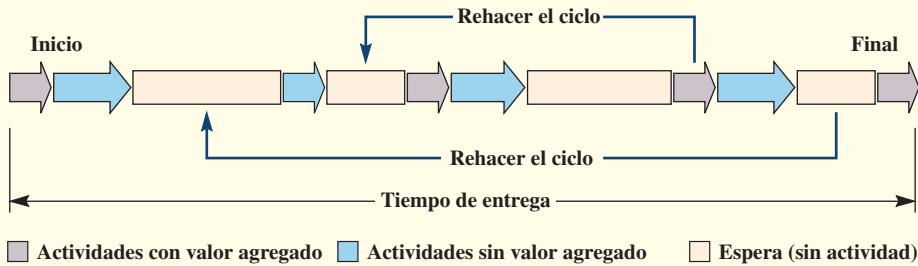 Rehacer el ciclo
Inicio
Final
Rehacer el ciclo
Tiempo de entrega
Actividades con valor agregado
Actividades sin valor agregado
Espera (sin actividad)